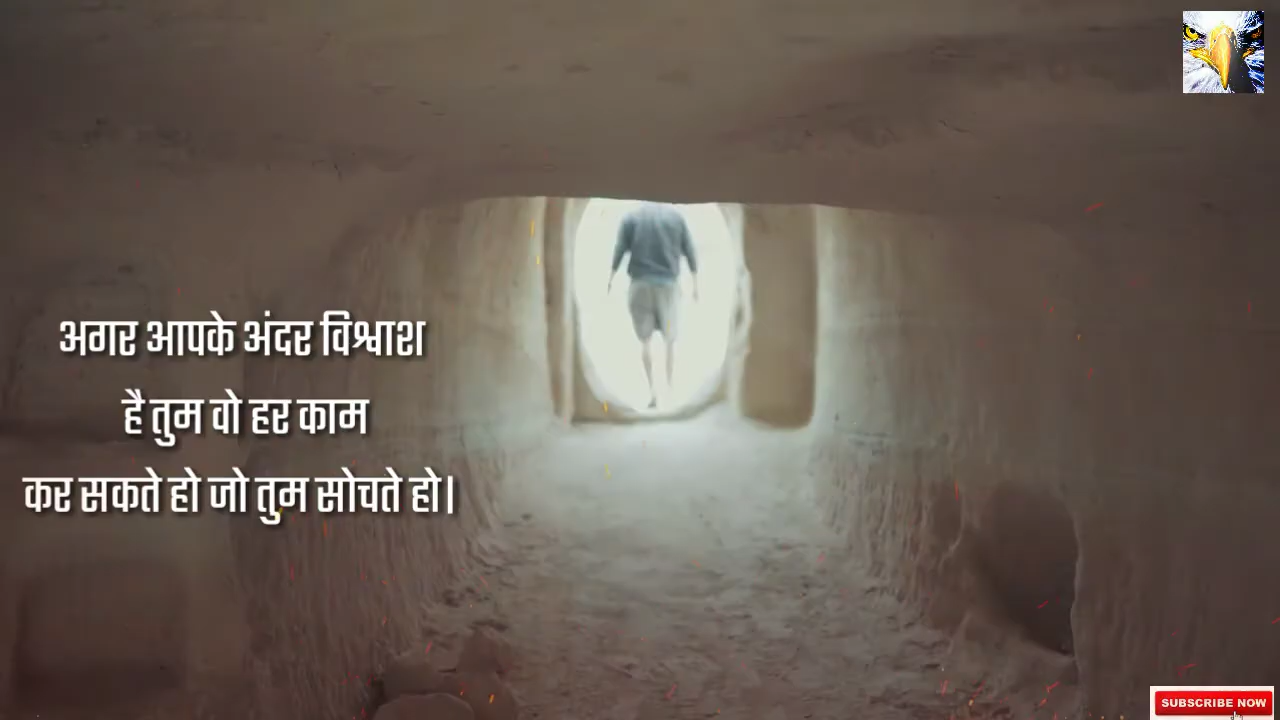 अगर आपके अंदर विश्वाश
है तुम वो हर काम
कर सकते हो जो तुम सोचते हो।
SUBSCRIBE NOW